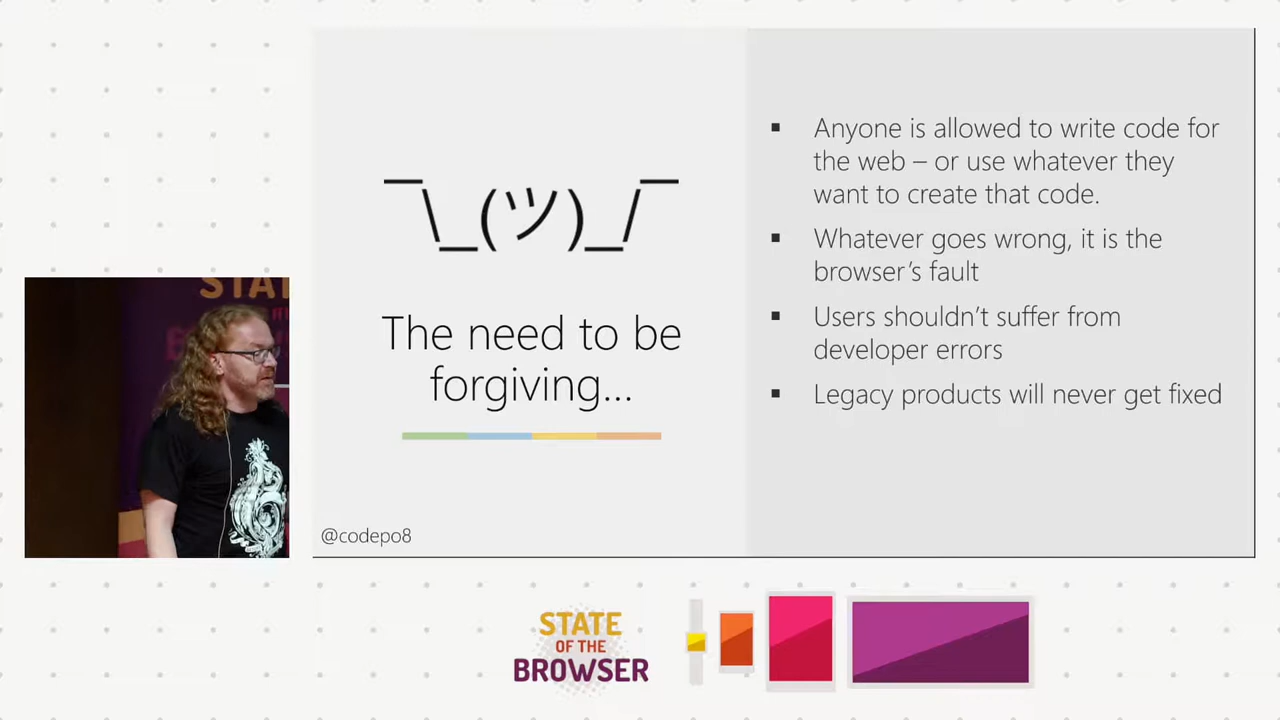 ¯\_(ツ)_/¯
The need to be
forgiving...
@codepo8
▪ Anyone is allowed to write code for
the web – or use whatever they
want to create that code.
▪ Whatever goes wrong, it is the
browser's fault
▪ Users shouldn't suffer from
developer errors
▪ Legacy products will never get fixed
STA
STATE
OF THE
BROWSER